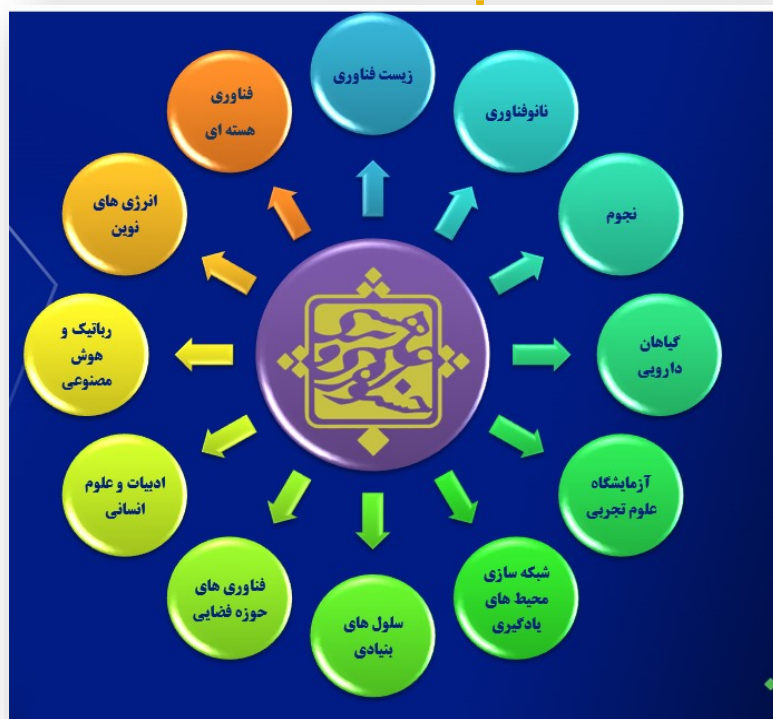 زیست فناوری
نانوفناوری
نجوم
گیاهان
دارویی
آزمایشگاه
علوم تجربی
شبکه سازی
محیط های
یادگیری
سلول های
بنیادی
فناوری های
حوزه فضایی
ادبیات و علوم
انسانی
رباتیک و
هوش
مصنوعی
انرژی های
نوین
فناوری
هسته ای